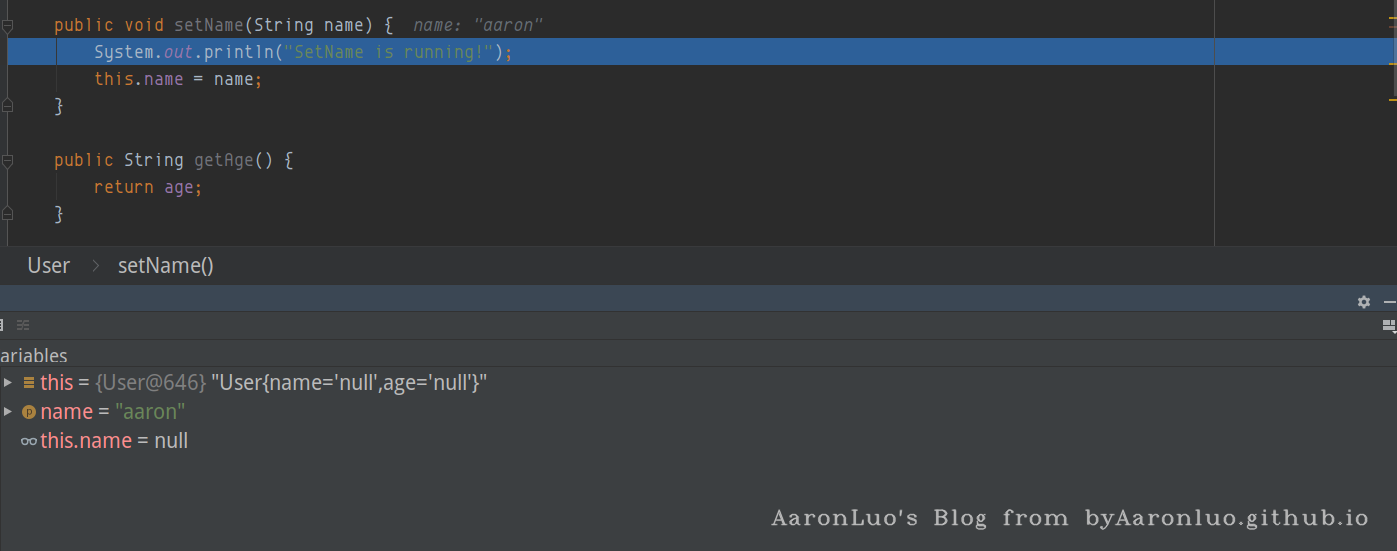 public void setName(String name) {  name: "aaron"
System.out.println("SetName is running!");
this.name = name;
}
public String getAge() {
return age;
}
User > setName()
ariables
this = {User@646} "User{name='null',age='null'}"
name = "aaron"
this.name = null
AaronLuo's Blog from byAaronluo.github.io